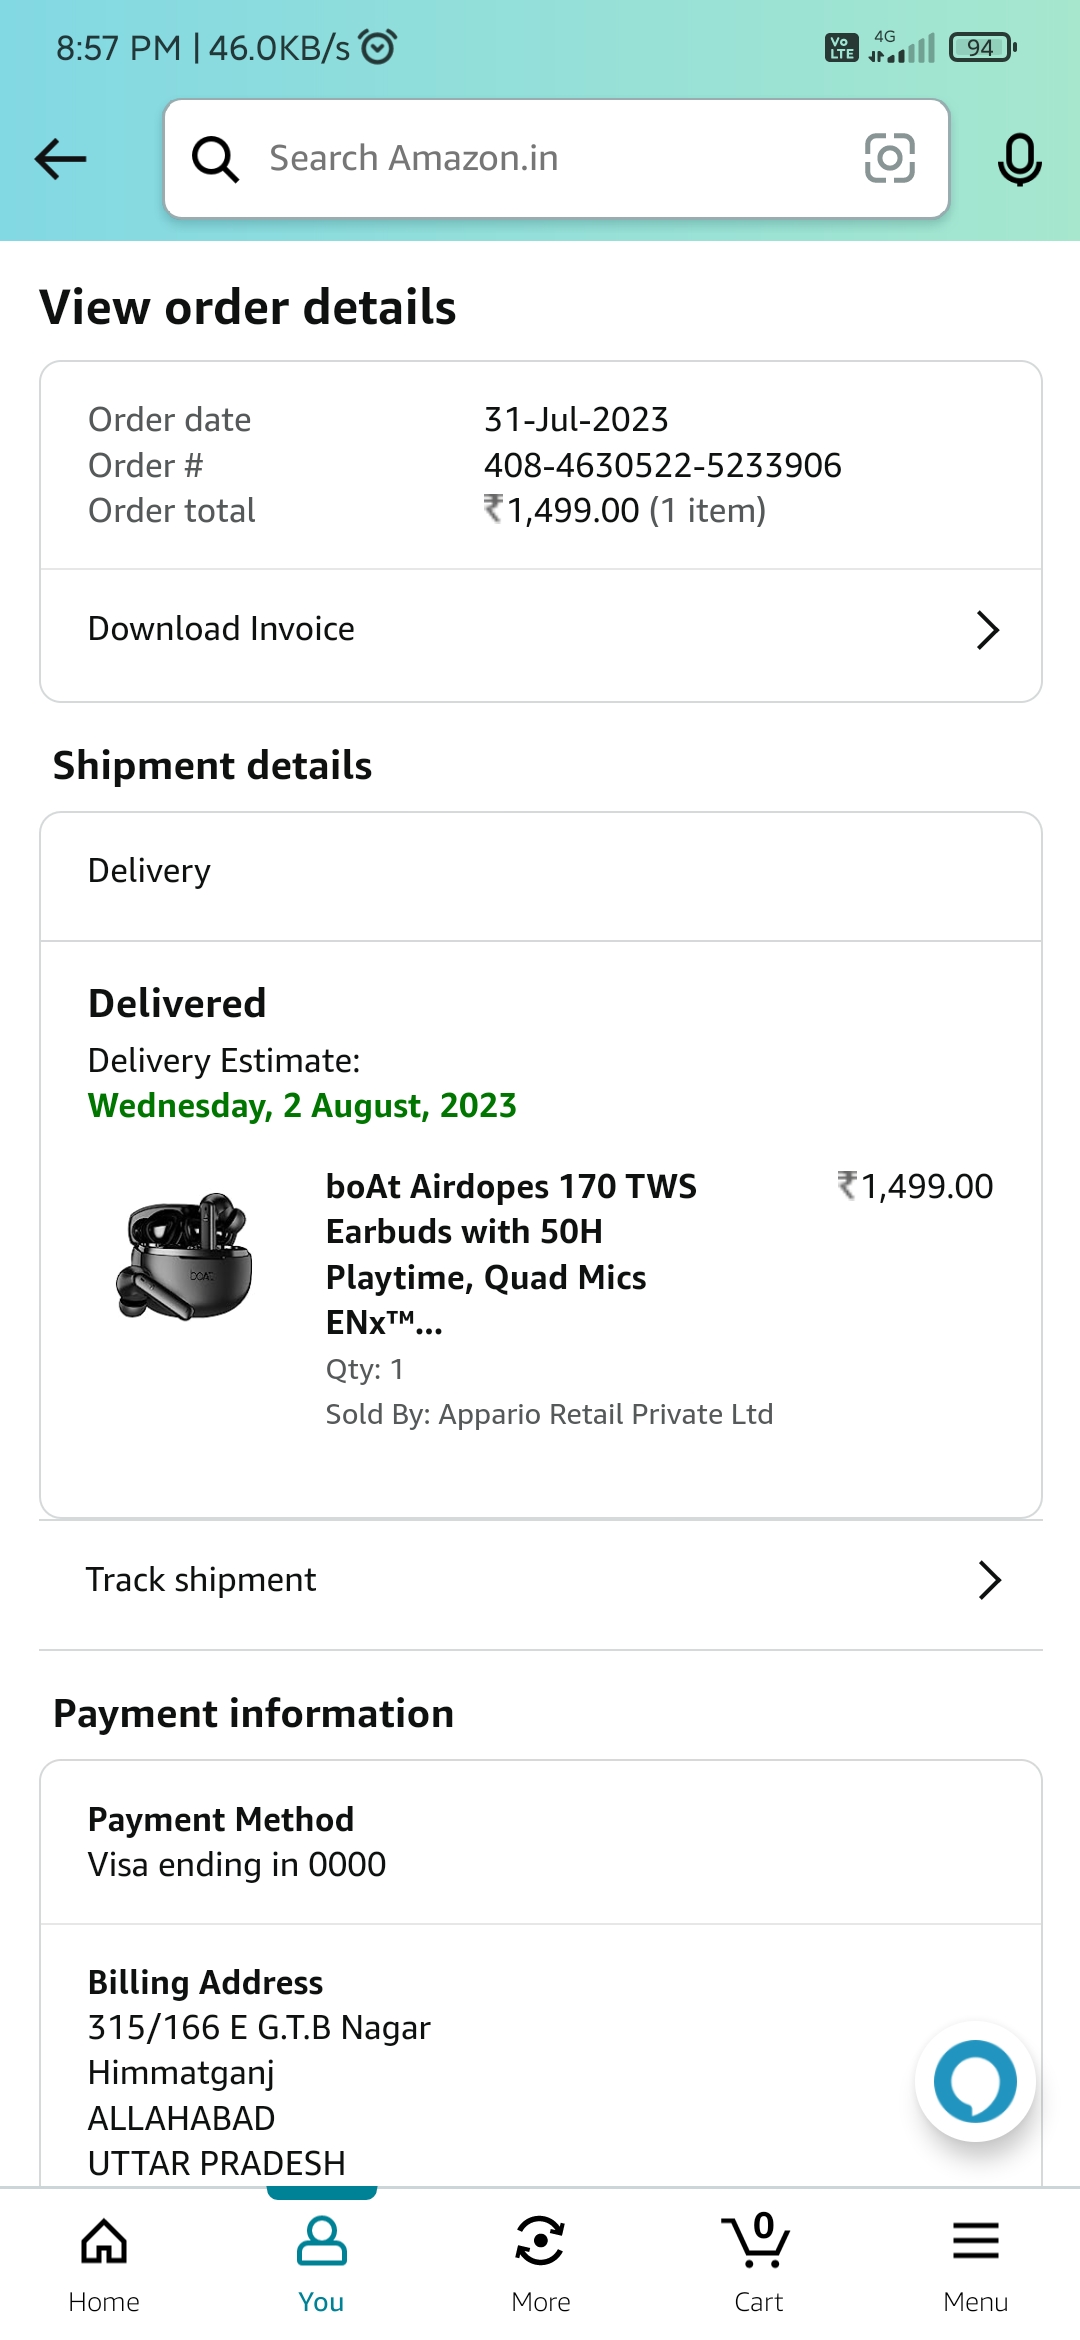 8:57 PM | 46.0KB/s
Vo LTE 4G 94
Search Amazon.in
View order details
Order date 31-Jul-2023
Order # 408-4630522-5233906
Order total ₹1,499.00 (1 item)
Download Invoice
Shipment details
Delivery
Delivered
Delivery Estimate:
Wednesday, 2 August, 2023
boAt Airdopes 170 TWS ₹1,499.00
Earbuds with 50H
Playtime, Quad Mics
ENx™...
Qty: 1
Sold By: Appario Retail Private Ltd
Track shipment
Payment information
Payment Method
Visa ending in 0000
Billing Address
315/166 E G.T.B Nagar
Himmatganj
ALLAHABAD
UTTAR PRADESH
0
Home You More Cart Menu